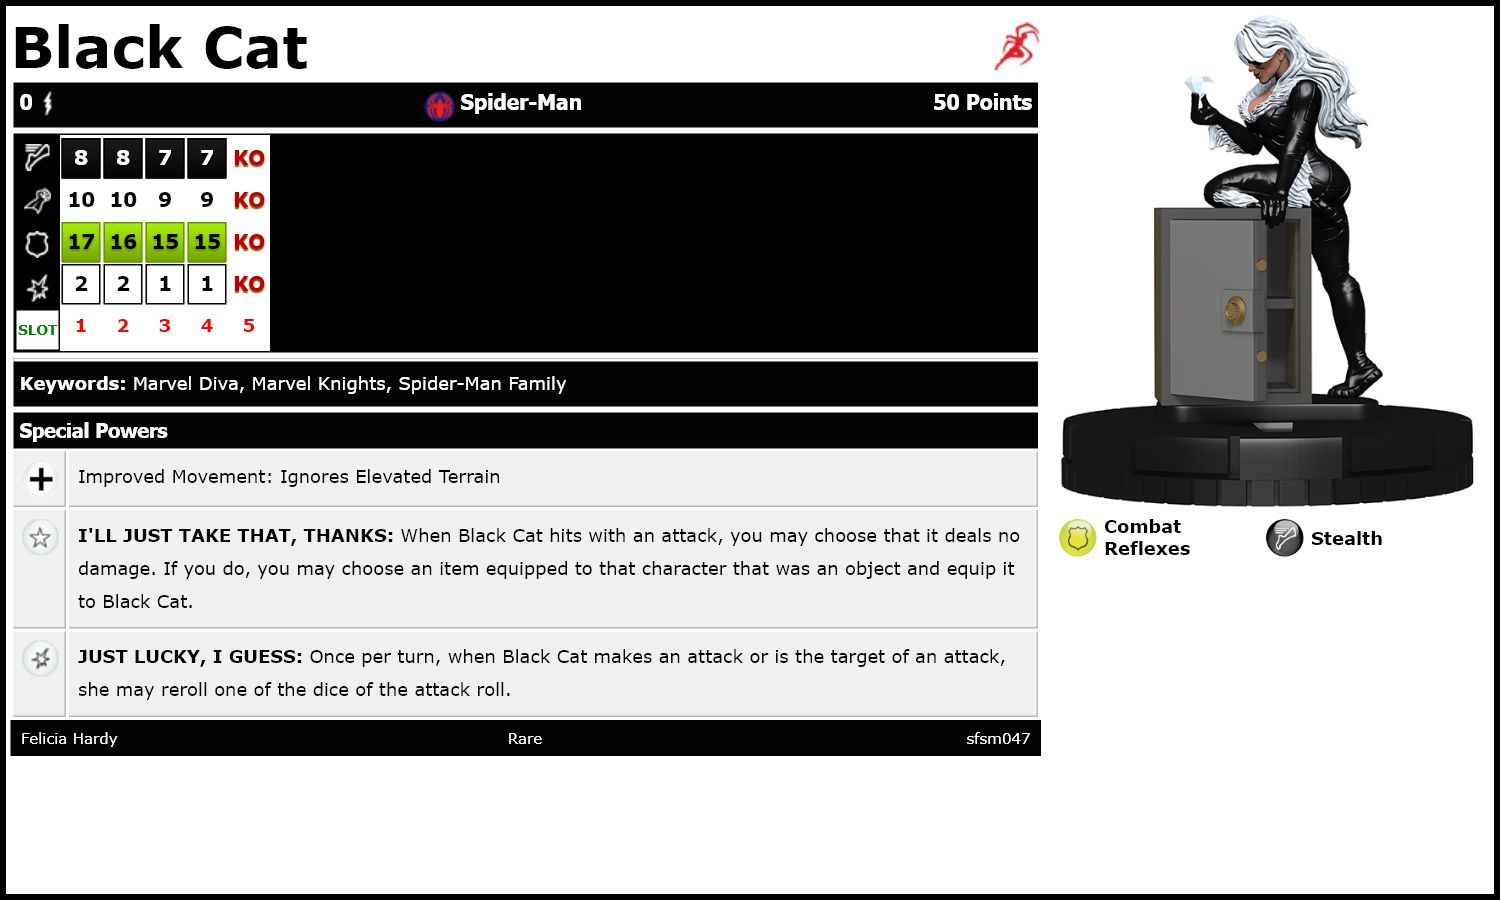 Black Cat
0 Spider-Man 50 Points
8 8 7 7 KO
10 10 9 9 KO
17 16 15 15 KO
2 2 1 1 KO
SLOT 1 2 3 4 5
Keywords: Marvel Diva, Marvel Knights, Spider-Man Family
Special Powers
Improved Movement: Ignores Elevated Terrain
I'LL JUST TAKE THAT, THANKS: When Black Cat hits with an attack, you may choose that it deals no
damage. If you do, you may choose an item equipped to that character that was an object and equip it
to Black Cat.
JUST LUCKY, I GUESS: Once per turn, when Black Cat makes an attack or is the target of an attack,
she may reroll one of the dice of the attack roll.
Felicia Hardy Rare sfsm047
Combat
Reflexes
Stealth